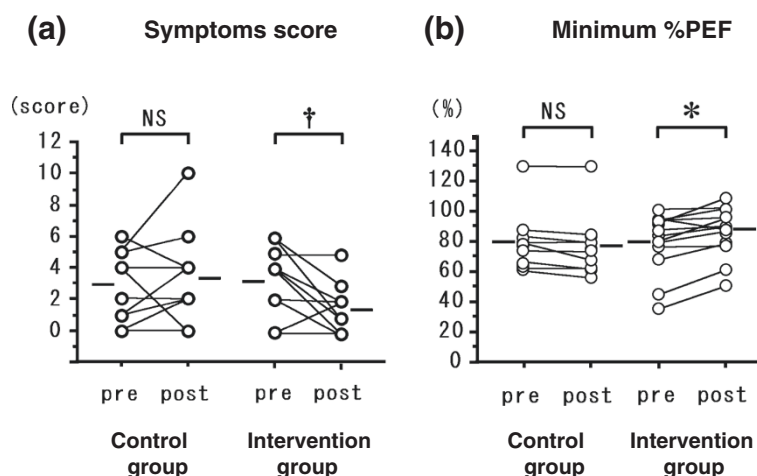 (a) Symptoms score
(score)
NS †
12
10
8
6
4
2
0
pre post pre post
Control group
Intervention group
(b) Minimum %PEF
(%)
NS *
140
120
100
80
60
40
20
0
pre post pre post
Control group
Intervention group